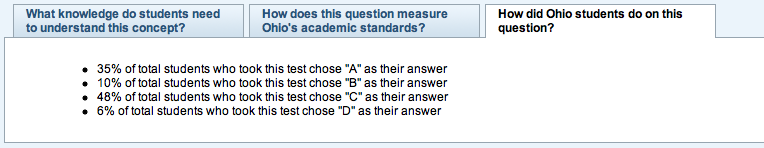 What knowledge do students need
to understand this concept?
How does this question measure
Ohio's academic standards?
How did Ohio students do on this
question?
• 35% of total students who took this test chose "A" as their answer
• 10% of total students who took this test chose "B" as their answer
• 48% of total students who took this test chose "C" as their answer
• 6% of total students who took this test chose "D" as their answer